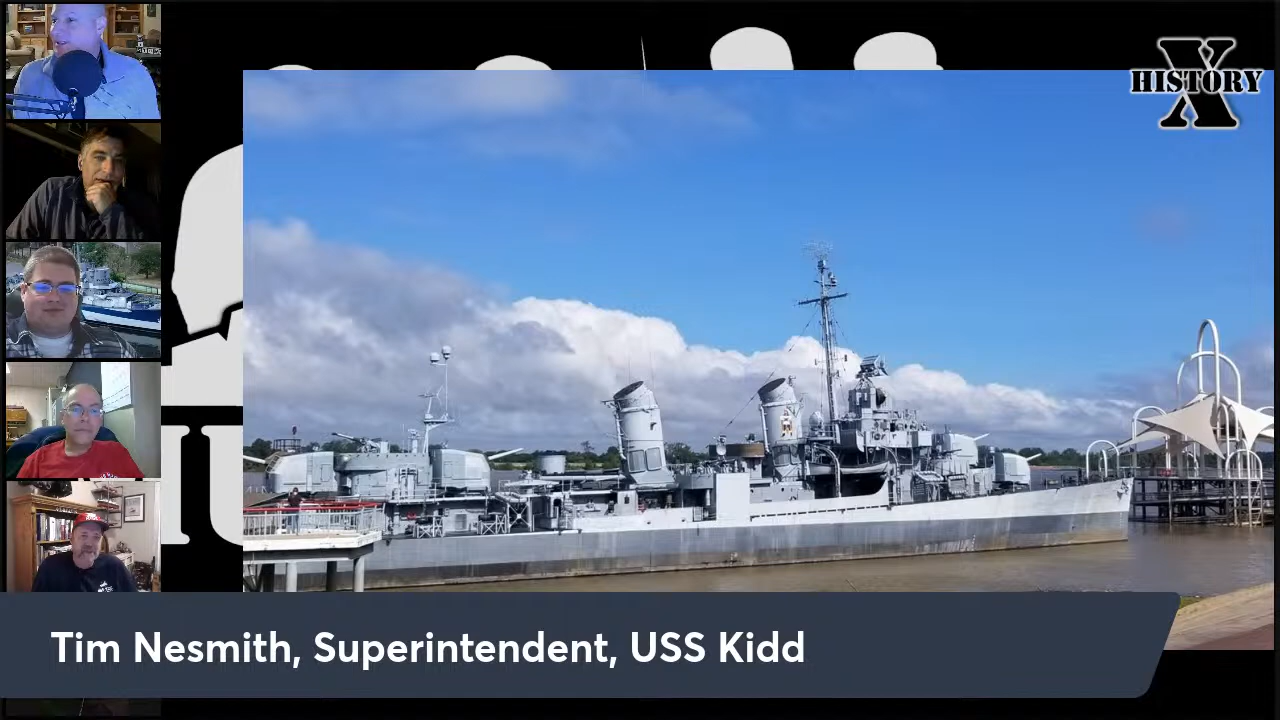 HISTORY
X
Tim Nesmith, Superintendent, USS Kidd